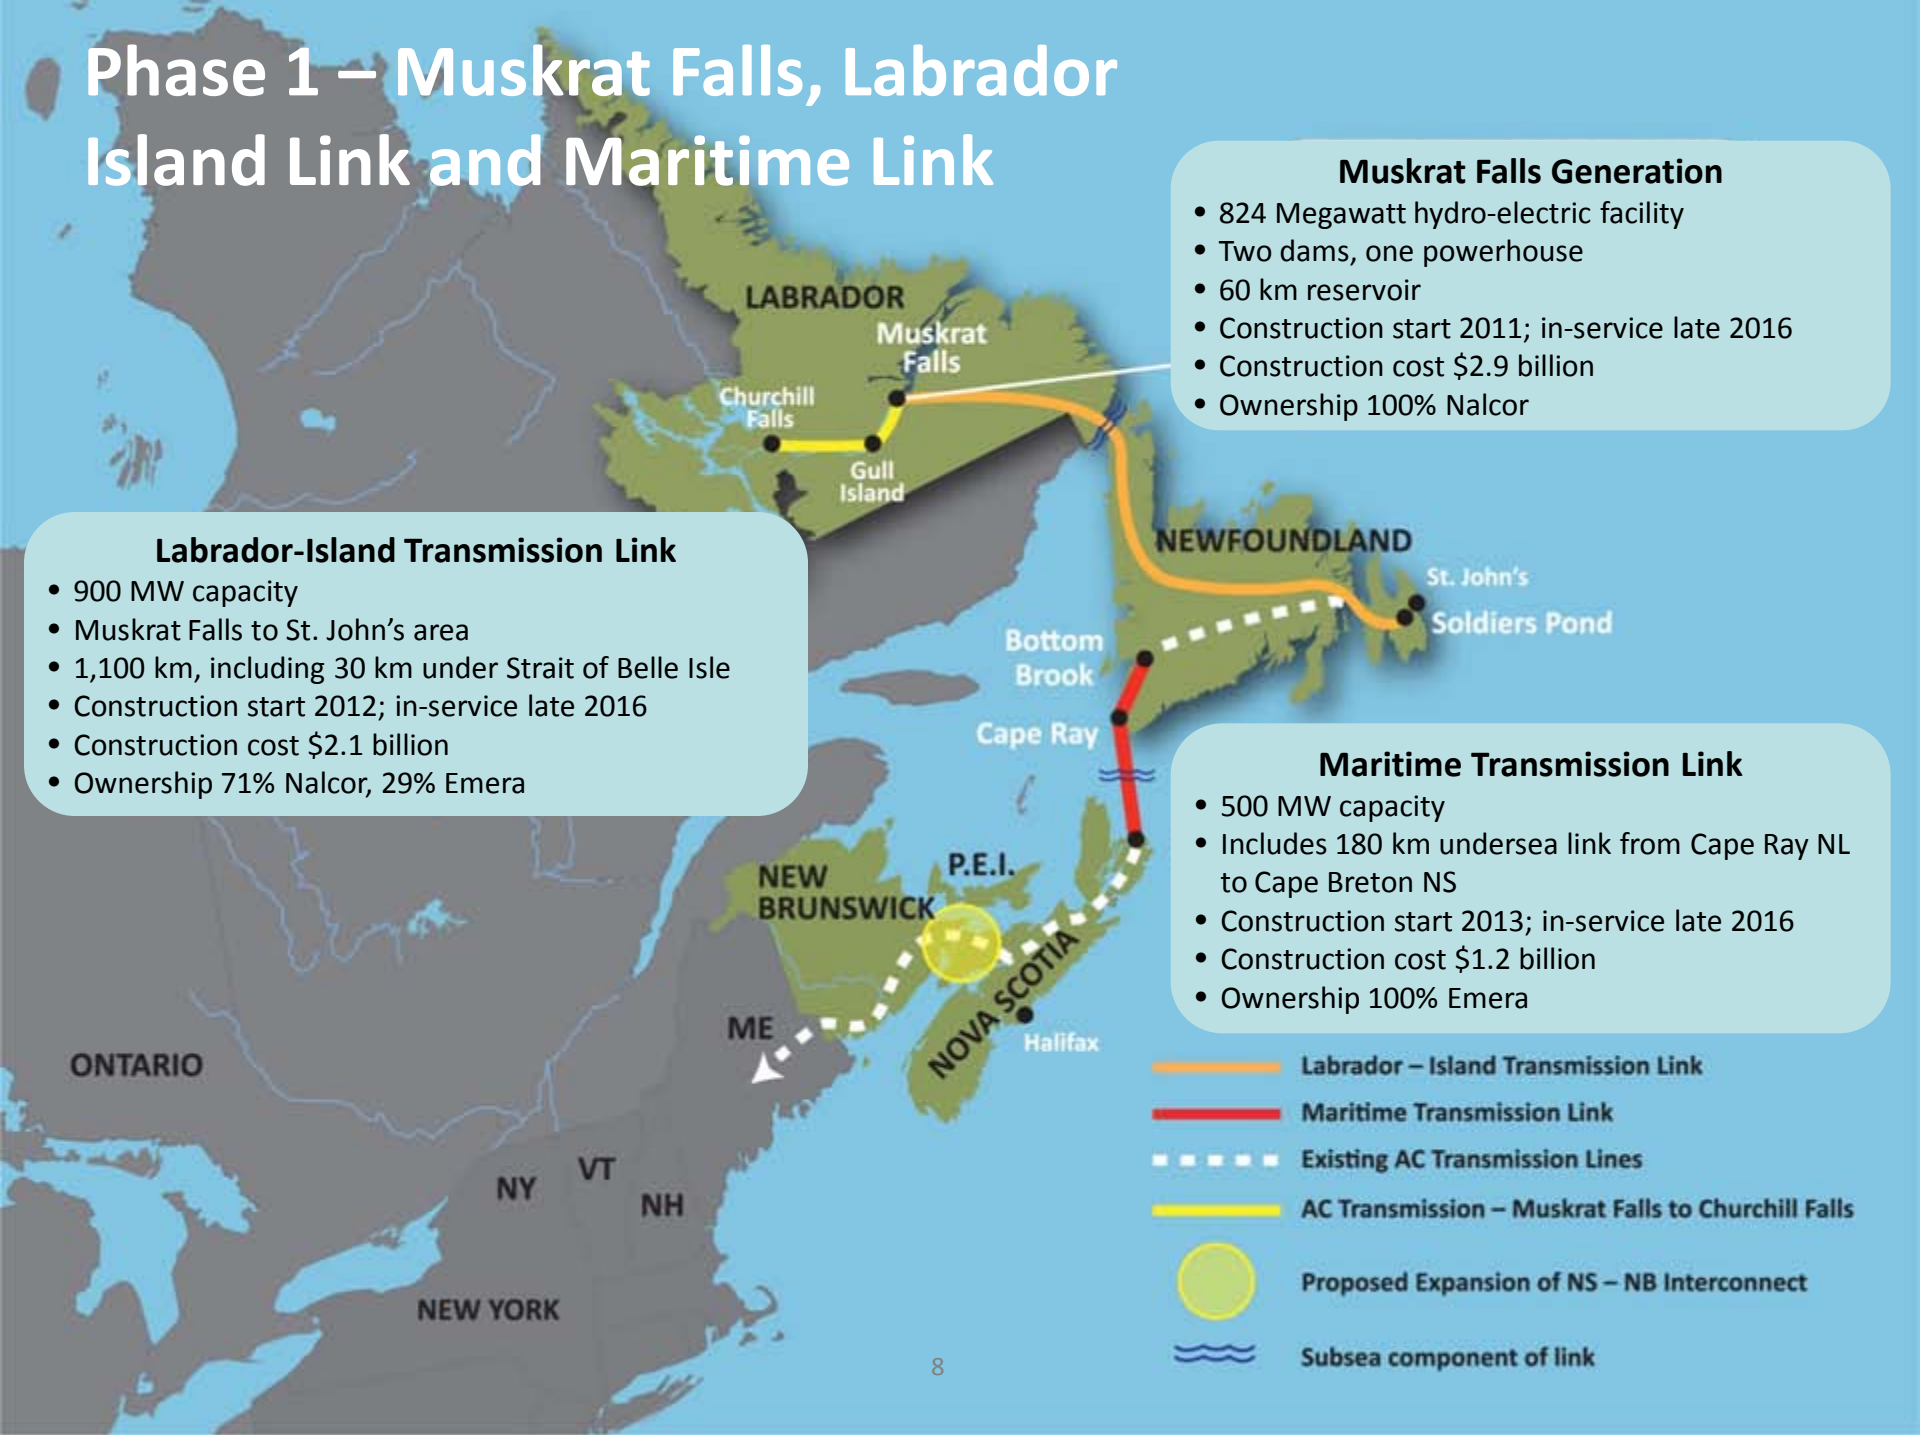 Phase 1 – Muskrat Falls, Labrador
Island Link and Maritime Link
Muskrat Falls Generation
• 824 Megawatt hydro-electric facility
• Two dams, one powerhouse
• 60 km reservoir
• Construction start 2011; in-service late 2016
• Construction cost $2.9 billion
• Ownership 100% Nalcor
LABRADOR
Muskrat
Falls
Churchill
Falls
Gull
Island
Labrador-Island Transmission Link
• 900 MW capacity
• Muskrat Falls to St. John’s area
• 1,100 km, including 30 km under Strait of Belle Isle
• Construction start 2012; in-service late 2016
• Construction cost $2.1 billion
• Ownership 71% Nalcor, 29% Emera
NEWFOUNDLAND
St. John’s
Soldiers Pond
Bottom
Brook
Cape Ray
Maritime Transmission Link
• 500 MW capacity
• Includes 180 km undersea link from Cape Ray NL
to Cape Breton NS
• Construction start 2013; in-service late 2016
• Construction cost $1.2 billion
• Ownership 100% Emera
NEW
BRUNSWICK
P.E.I.
NOVA SCOTIA
Halifax
ME
ONTARIO
NY
VT
NH
NEW YORK
Labrador – Island Transmission Link
Maritime Transmission Link
Existing AC Transmission Lines
AC Transmission – Muskrat Falls to Churchill Falls
Proposed Expansion of NS – NB Interconnect
Subsea component of link
8